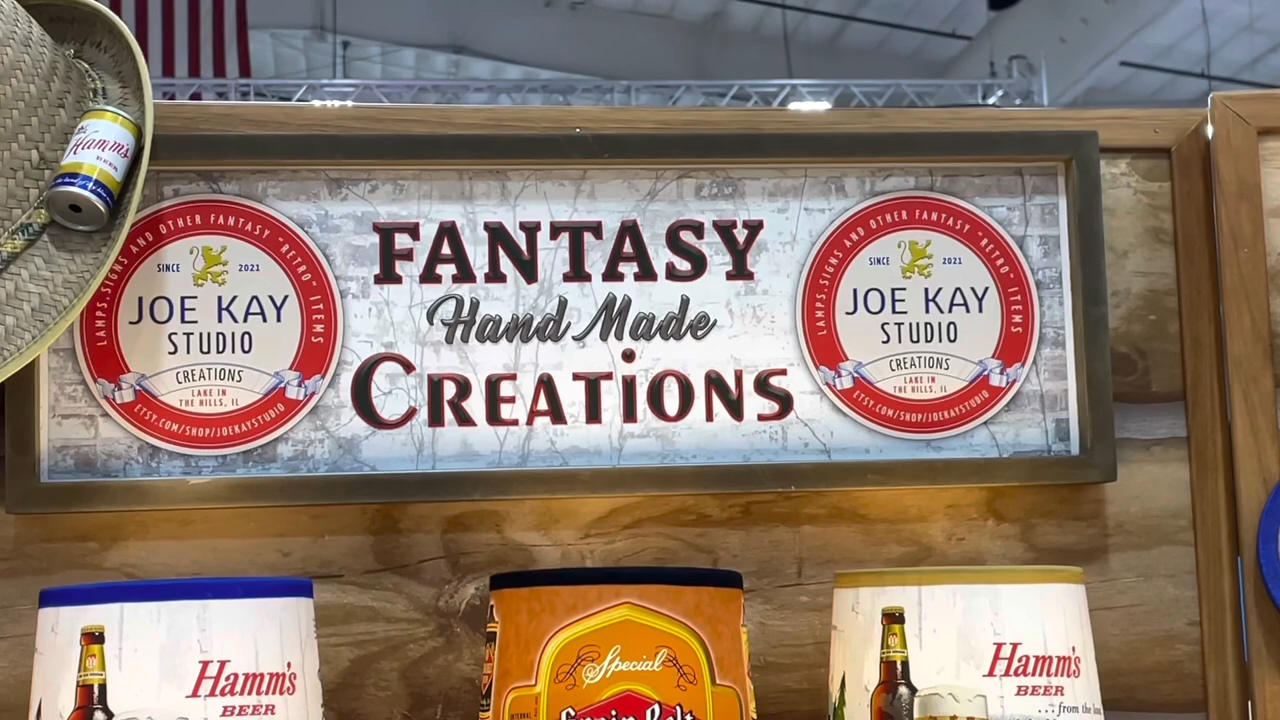 Hamm's
BEER
LAMPS, SIGNS AND OTHER FANTASY "RETRO" ITEMS
SINCE 2021
JOE KAY
STUDIO
CREATIONS
LAKE IN
THE HILLS, IL
ETSY.COM/SHOP/JOEKAYSTUDIO
FANTASY
Hand Made
CREATiONS
LAMPS, SIGNS AND OTHER FANTASY "RETRO" ITEMS
SINCE 2021
JOE KAY
STUDIO
CREATIONS
LAKE IN
THE HILLS, IL
ETSY.COM/SHOP/JOEKAYSTUDIO
Hamm's
BEER
Special
Grain Belt
Hamm's
BEER
...from the